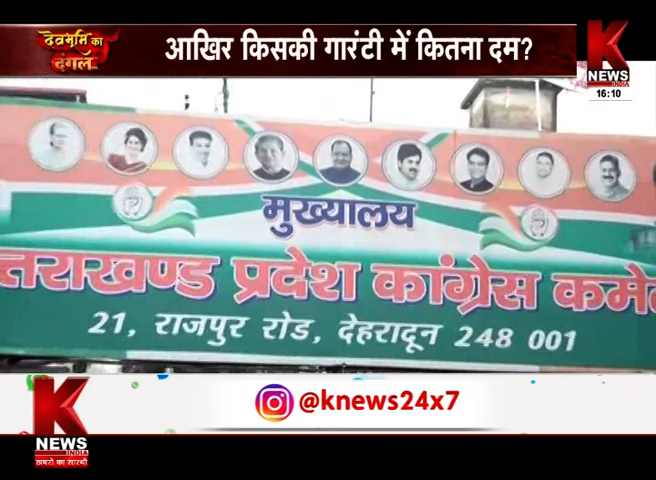 देवभूमि का
दंगल
आखिर किसकी गारंटी में कितना दम?
K
NEWS
INDIA
16:10
मुख्यालय
त्तराखण्ड प्रदेश कांग्रेस कमे
21, राजपुर रोड, देहरादून 248 001
@knews24x7
K
NEWS
INDIA
खबरों का सारथी